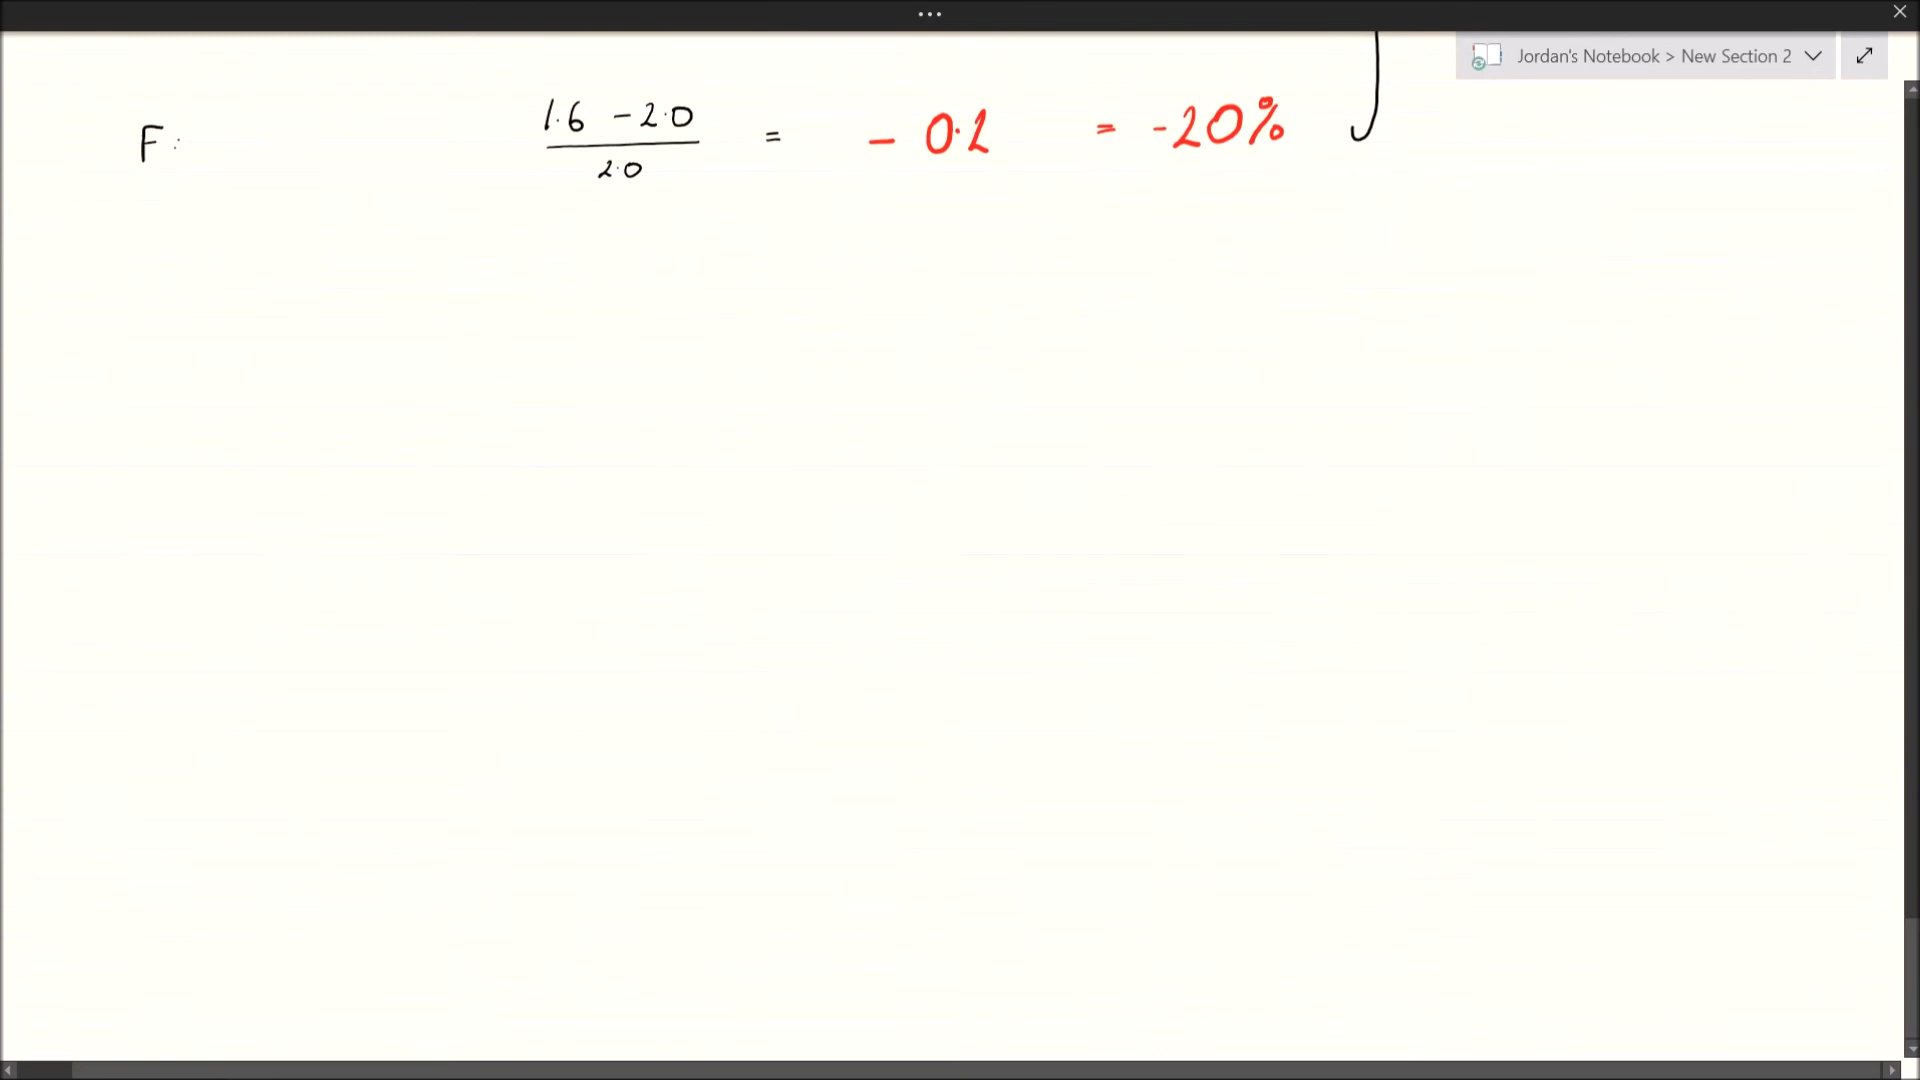 ...
Jordan's Notebook > New Section 2
F: 1.6 - 2.0 / 2.0 = - 0.2 = -20%